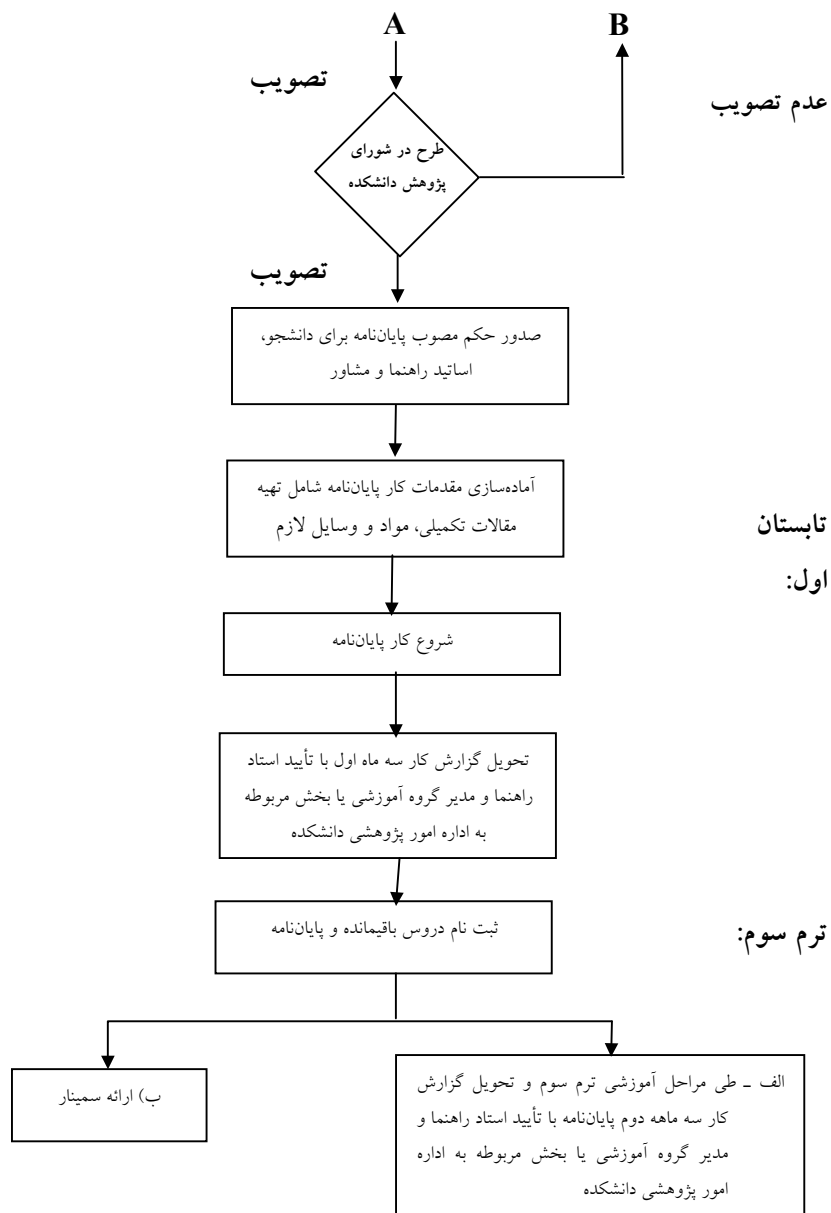 A
B
تصویب
عدم تصویب
طرح در شورای
پژوهش دانشکده
تصویب
صدور حکم مصوب پایان‌نامه برای دانشجو،
اساتید راهنما و مشاور
آماده‌سازی مقدمات کار پایان‌نامه شامل تهیه
مقالات تکمیلی، مواد و وسایل لازم
تابستان
اول:
شروع کار پایان‌نامه
تحویل گزارش کار سه ماه اول با تأیید استاد
راهنما و مدیر گروه آموزشی یا بخش مربوطه
به اداره امور پژوهشی دانشکده
ثبت نام دروس باقیمانده و پایان‌نامه
ترم سوم:
الف ـ طی مراحل آموزشی ترم سوم و تحویل گزارش
کار سه ماهه دوم پایان‌نامه با تأیید استاد راهنما و
مدیر گروه آموزشی یا بخش مربوطه به اداره
امور پژوهشی دانشکده
ب) ارائه سمینار